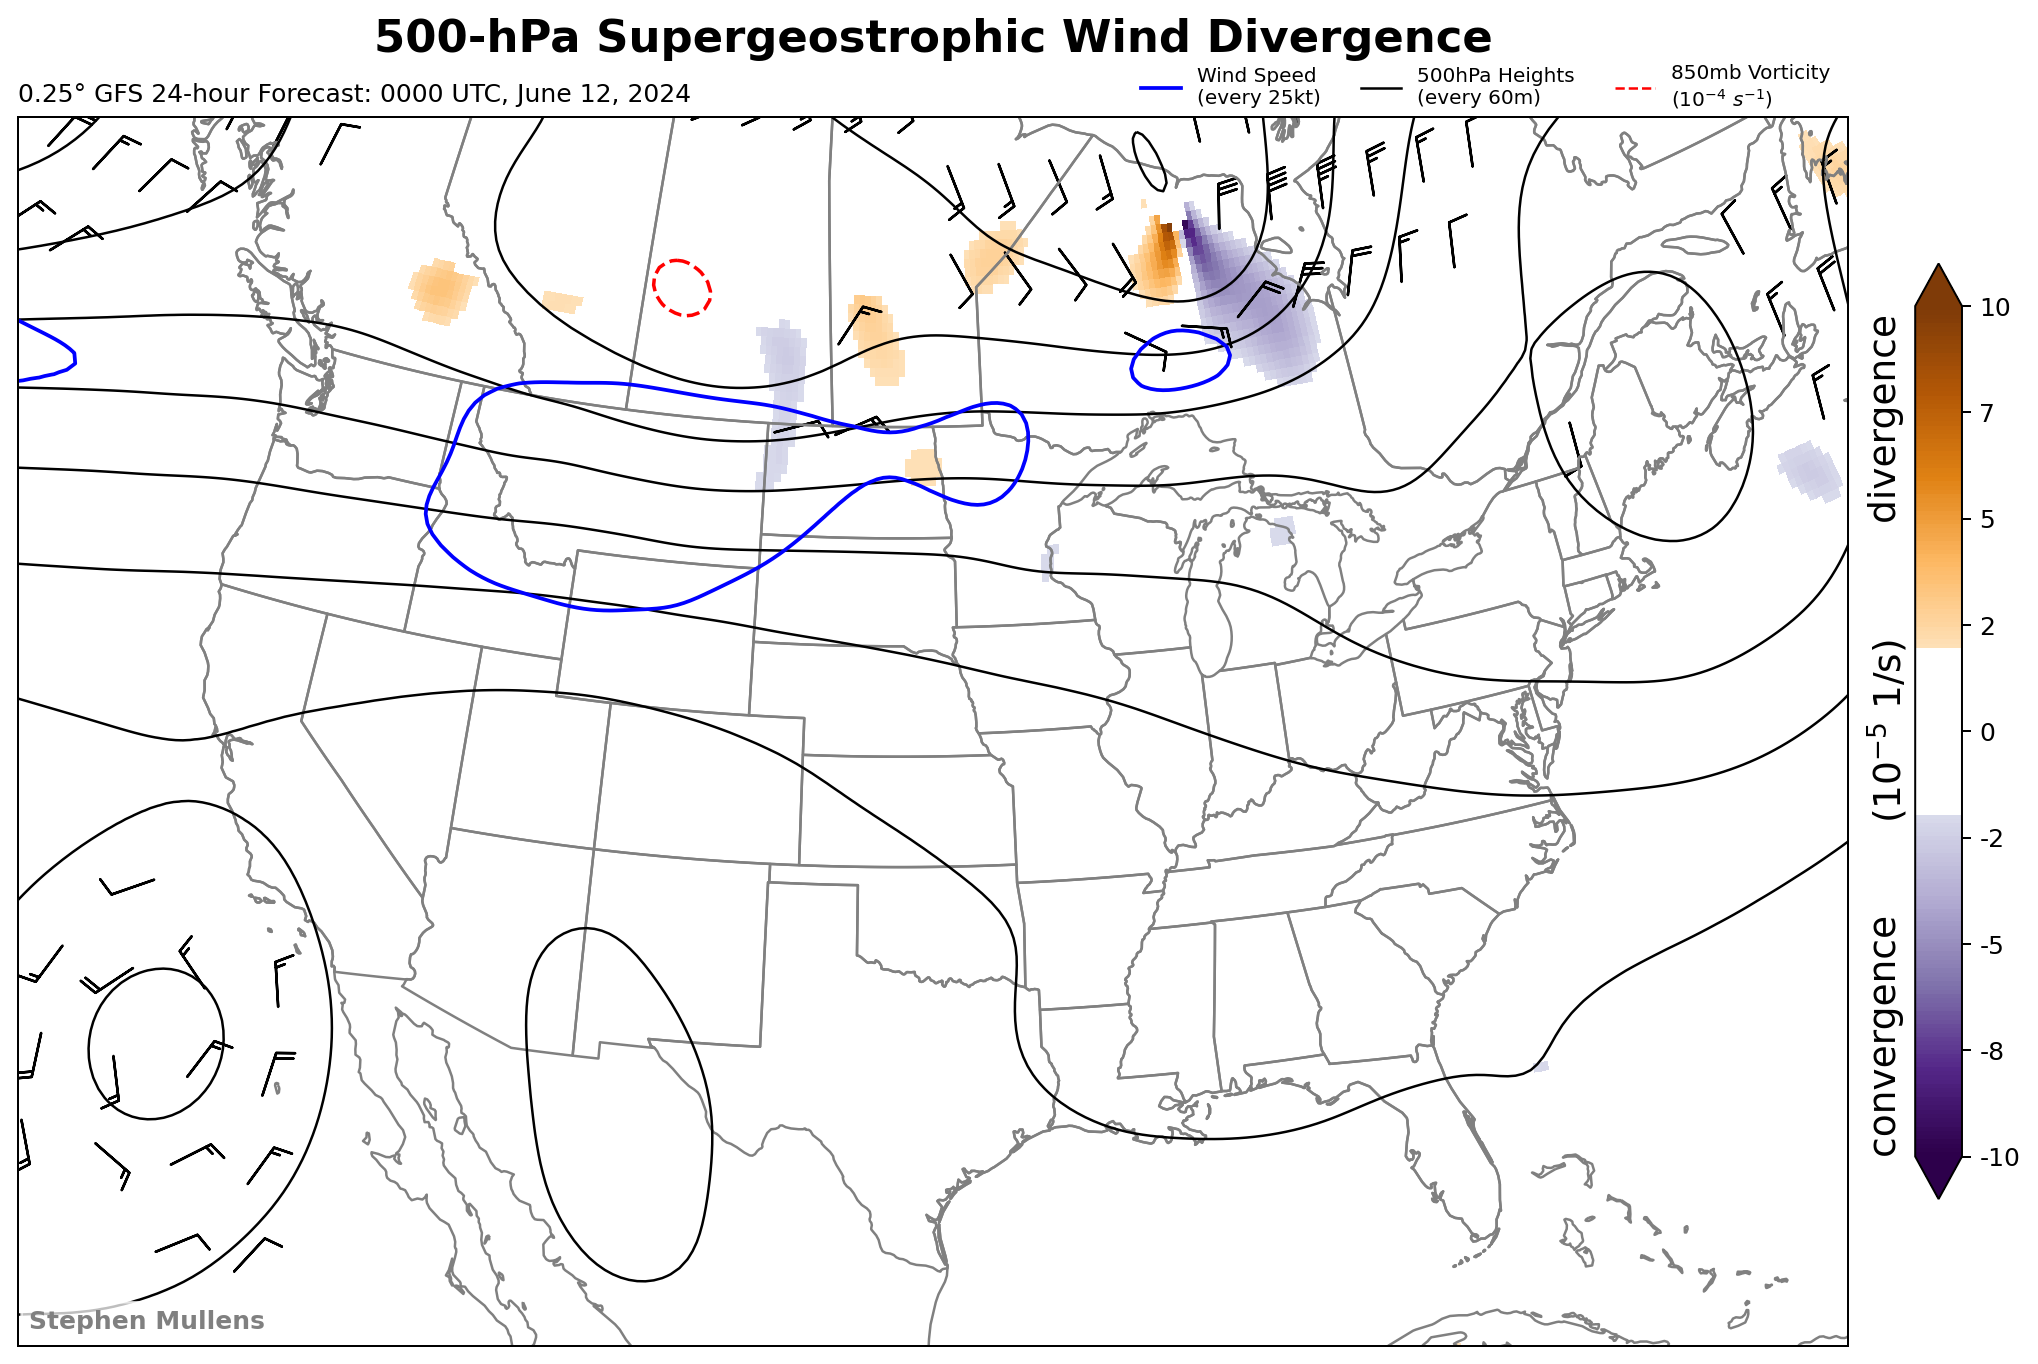 500-hPa Supergeostrophic Wind Divergence
0.25° GFS 24-hour Forecast: 0000 UTC, June 12, 2024
Wind Speed
(every 25kt)
500hPa Heights
(every 60m)
850mb Vorticity
(10⁻⁴ s⁻¹)
10
7
5
2
0
-2
-5
-8
-10
convergence (10⁻⁵ 1/s) divergence
Stephen Mullens